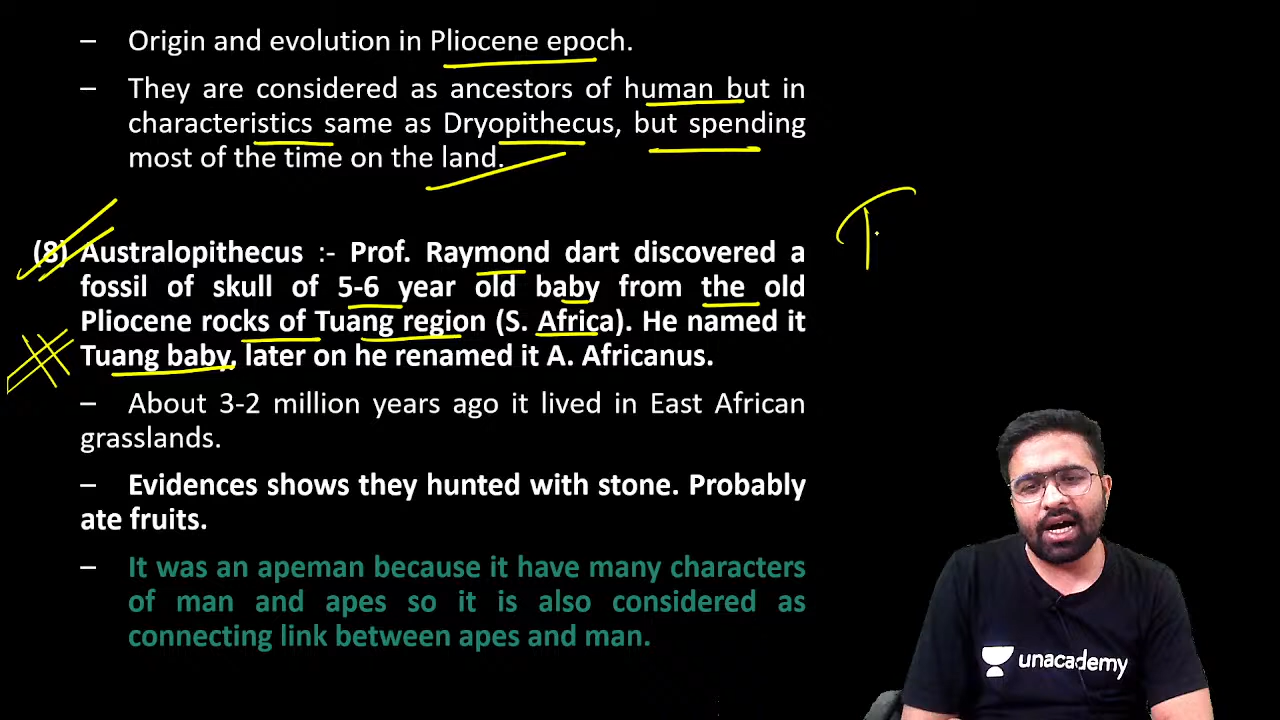 – Origin and evolution in Pliocene epoch.
– They are considered as ancestors of human but in
characteristics same as Dryopithecus, but spending
most of the time on the land.
(8) Australopithecus :- Prof. Raymond dart discovered a
fossil of skull of 5-6 year old baby from the old
Pliocene rocks of Tuang region (S. Africa). He named it
Tuang baby, later on he renamed it A. Africanus.
– About 3-2 million years ago it lived in East African
grasslands.
– Evidences shows they hunted with stone. Probably
ate fruits.
– It was an apeman because it have many characters
of man and apes so it is also considered as
connecting link between apes and man.
T
unacademy